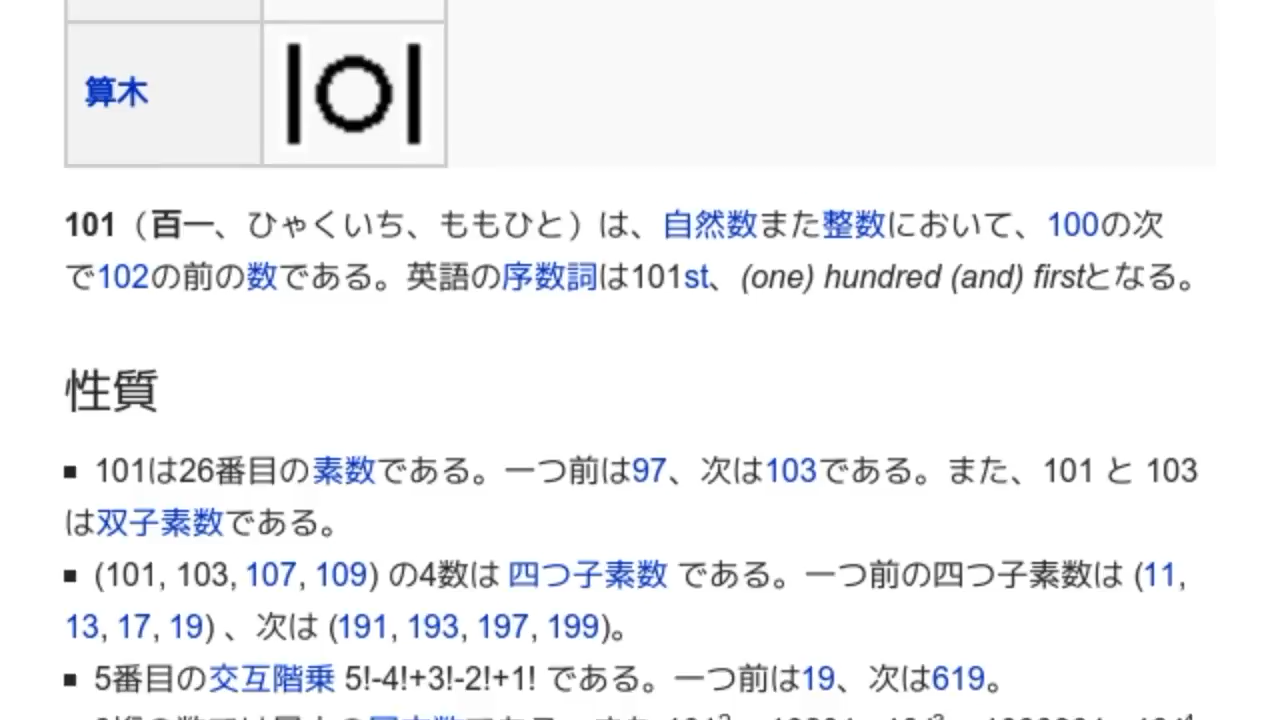 算木
101（百一、ひゃくいち、ももひと）は、自然数また整数において、100の次
で102の前の数である。英語の序数詞は101st、(one) hundred (and) firstとなる。
性質
■ 101は26番目の素数である。一つ前は97、次は103である。また、101 と 103
は双子素数である。
■ (101, 103, 107, 109) の4数は 四つ子素数 である。一つ前の四つ子素数は (11,
13, 17, 19) 、次は (191, 193, 197, 199)。
■ 5番目の交互階乗 5!-4!+3!-2!+1! である。一つ前は19、次は619。